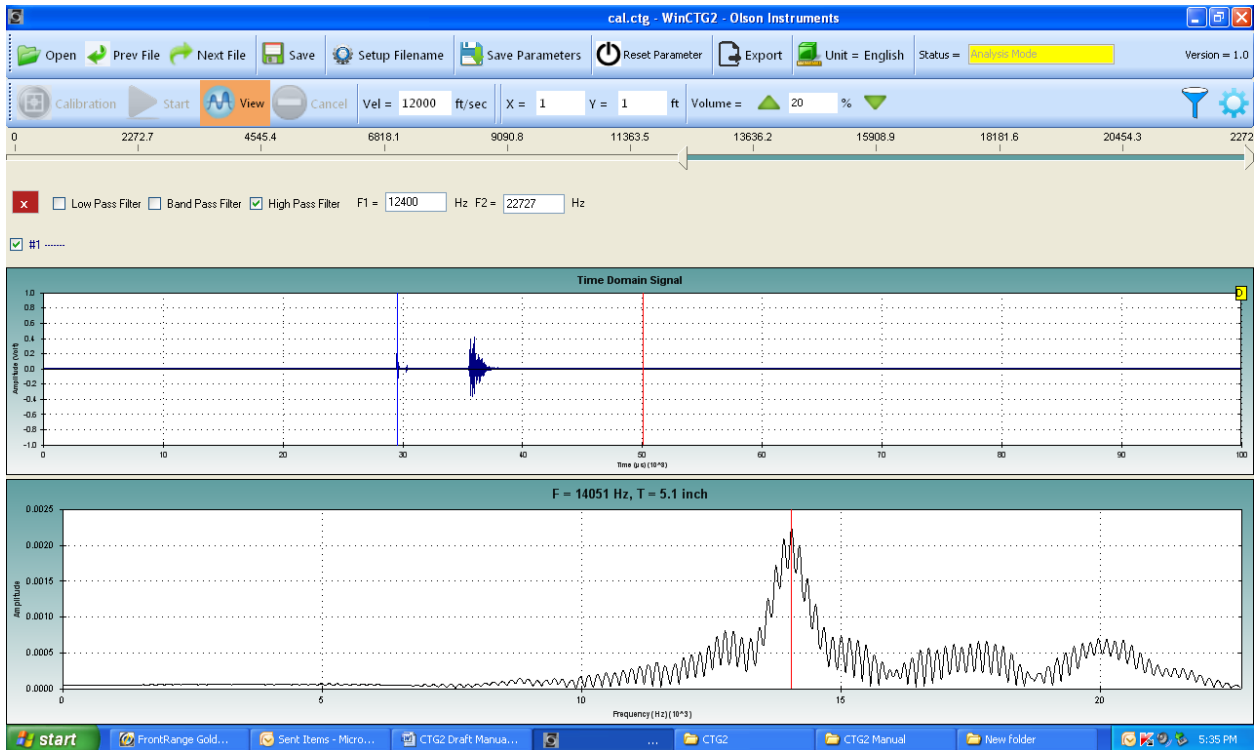 cal.ctg - WinCTG2 - Olson Instruments
Open Prev File Next File Save Setup Filename Save Parameters Reset Parameter Export Unit = English Status = Analysis Mode Version = 1.0
Calibration Start View Cancel Vel = 12000 ft/sec X = 1 Y = 1 ft Volume = 20 %
0 2272.7 4545.4 6818.1 9090.8 11363.5 13636.2 15908.9 18181.6 20454.3 2272
x Low Pass Filter Band Pass Filter High Pass Filter F1 = 12400 Hz F2 = 22727 Hz
#1 -------
Time Domain Signal
D
1.0
0.8
0.6
0.4
0.2
0.0
-0.2
-0.4
-0.6
-0.8
-1.0
Amplitude (Volt)
0 10 20 30 40 50 60 70 80 90 100
Time (µs) (10^3)
F = 14051 Hz, T = 5.1 inch
0.0025
0.0020
0.0015
0.0010
0.0005
0.0000
Amplitude
0 5 10 15 20
Frequency (Hz) (10^3)
start FrontRange Gold... Sent Items - Micro... CTG2 Draft Manua... ... CTG2 CTG2 Manual New folder 5:35 PM